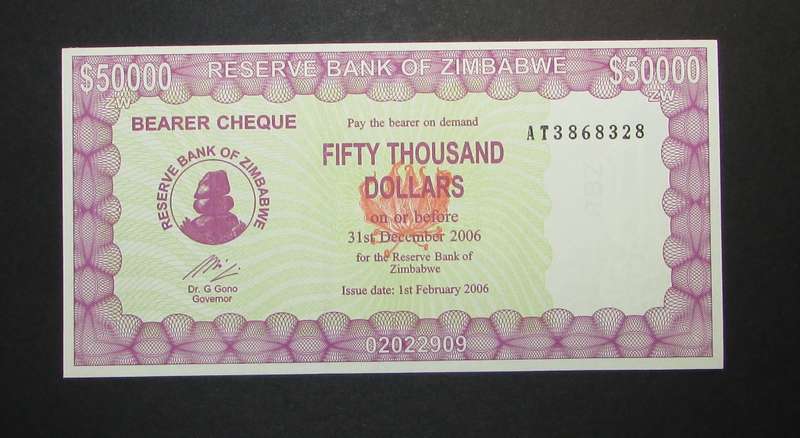 $50000 RESERVE BANK OF ZIMBABWE $50000
ZW ZW
BEARER CHEQUE
Pay the bearer on demand
AT3868328
FIFTY THOUSAND
DOLLARS
on or before
31st December 2006
for the Reserve Bank of
Zimbabwe
Issue date: 1st February 2006
RESERVE BANK OF ZIMBABWE
Dr. G Gono
Governor
02022909